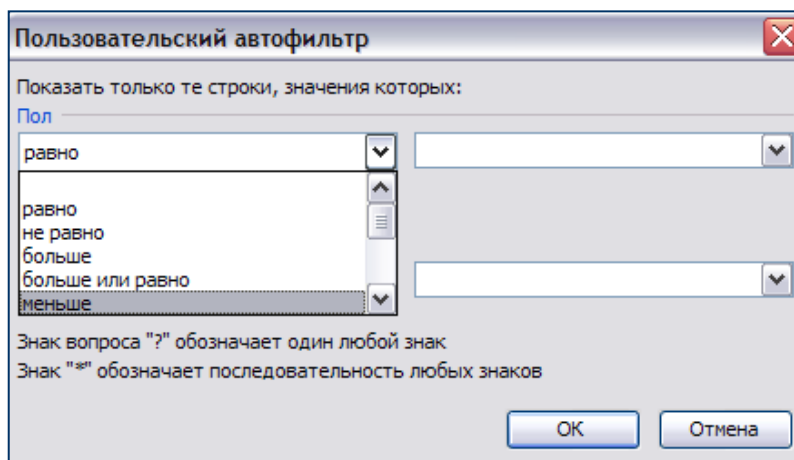 Пользовательский автофильтр
Показать только те строки, значения которых:
Пол
равно
равно
не равно
больше
больше или равно
меньше
Знак вопроса "?" обозначает один любой знак
Знак "*" обозначает последовательность любых знаков
ОК
Отмена